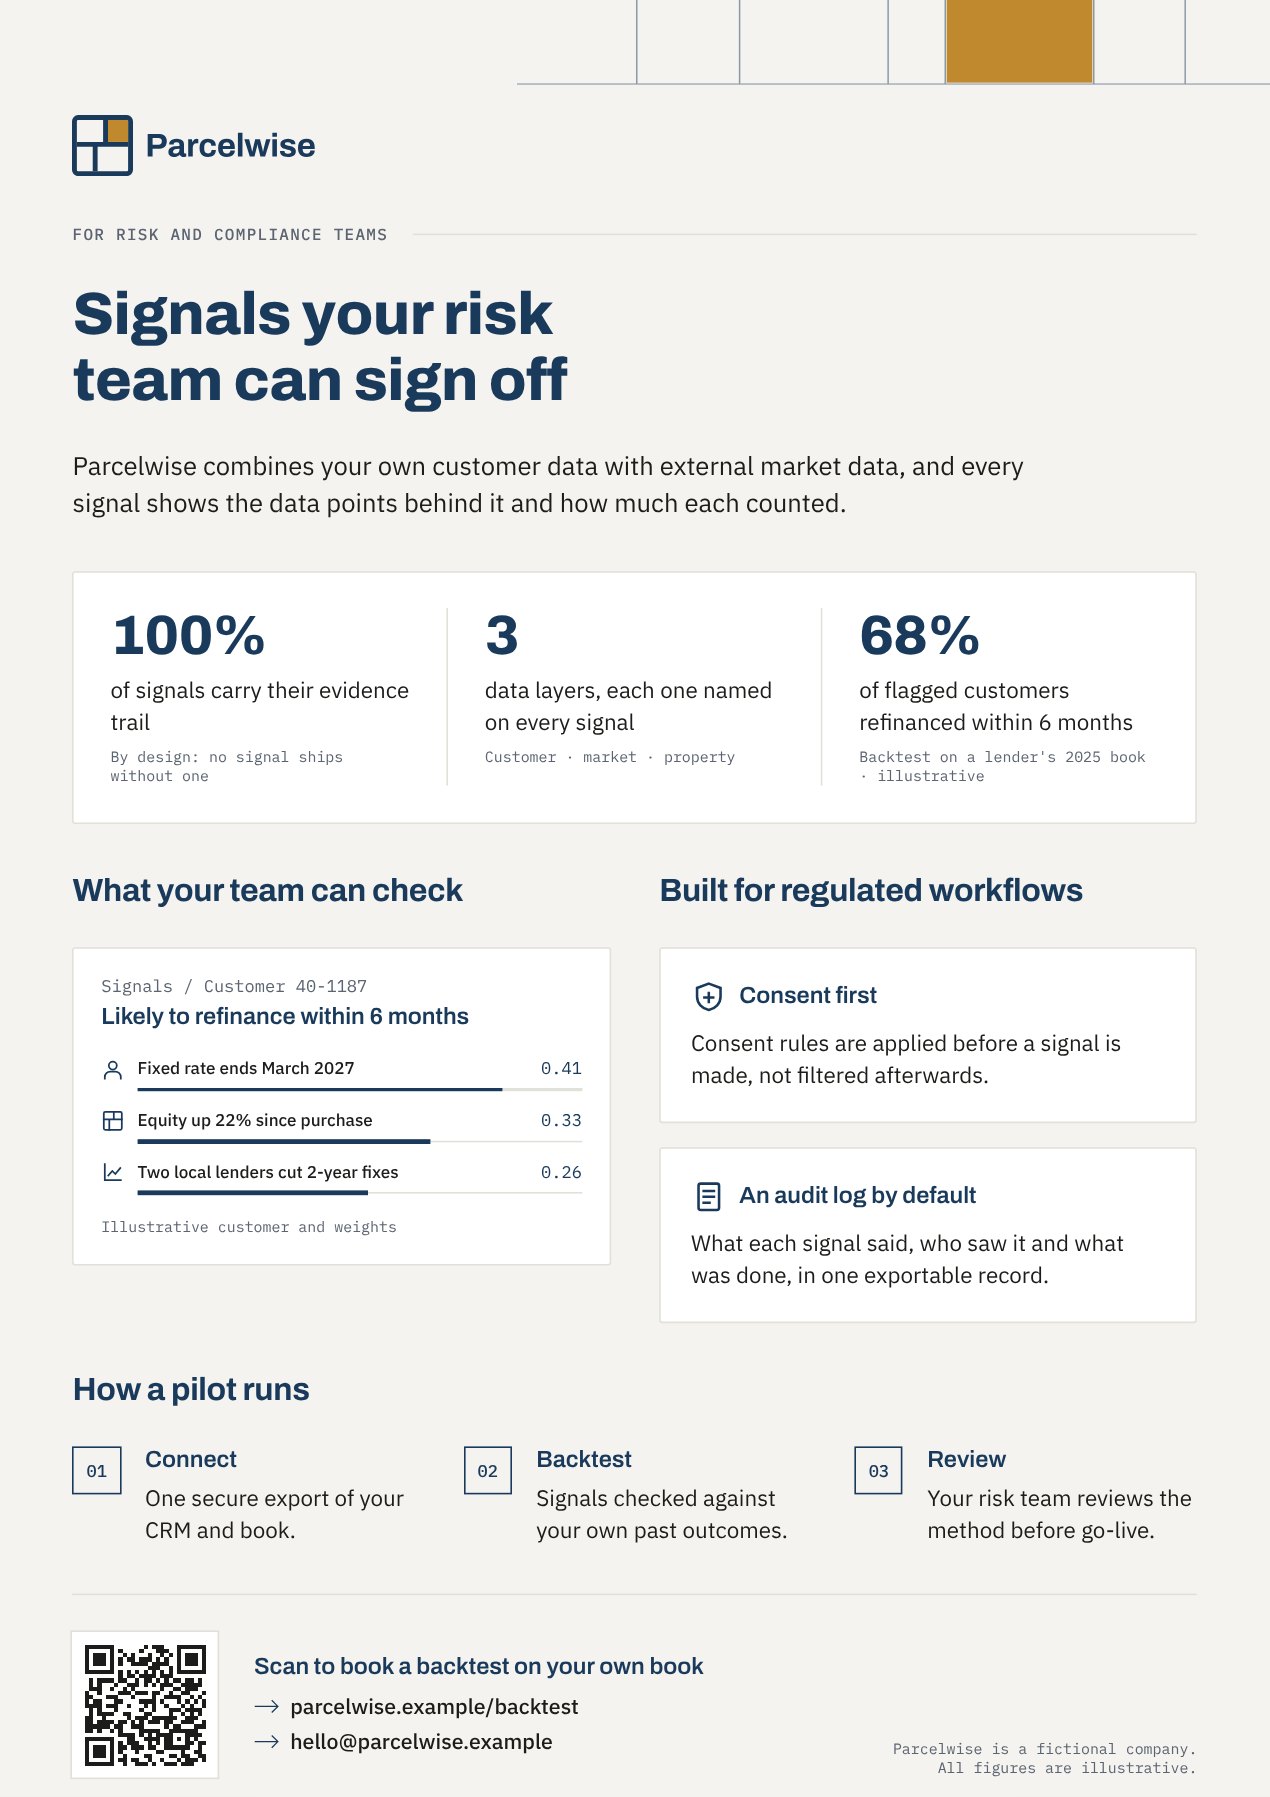 Parcelwise
FOR RISK AND COMPLIANCE TEAMS
Signals your risk
team can sign off
Parcelwise combines your own customer data with external market data, and every
signal shows the data points behind it and how much each counted.
100%
of signals carry their evidence
trail
By design: no signal ships
without one
3
data layers, each one named
on every signal
Customer · market · property
68%
of flagged customers
refinanced within 6 months
Backtest on a lender's 2025 book
· illustrative
What your team can check
Signals / Customer 40-1187
Likely to refinance within 6 months
Fixed rate ends March 2027 0.41
Equity up 22% since purchase 0.33
Two local lenders cut 2-year fixes 0.26
Illustrative customer and weights
Built for regulated workflows
Consent first
Consent rules are applied before a signal is
made, not filtered afterwards.
An audit log by default
What each signal said, who saw it and what
was done, in one exportable record.
How a pilot runs
01
Connect
One secure export of your
CRM and book.
02
Backtest
Signals checked against
your own past outcomes.
03
Review
Your risk team reviews the
method before go-live.
Scan to book a backtest on your own book
→ parcelwise.example/backtest
→ hello@parcelwise.example
Parcelwise is a fictional company.
All figures are illustrative.